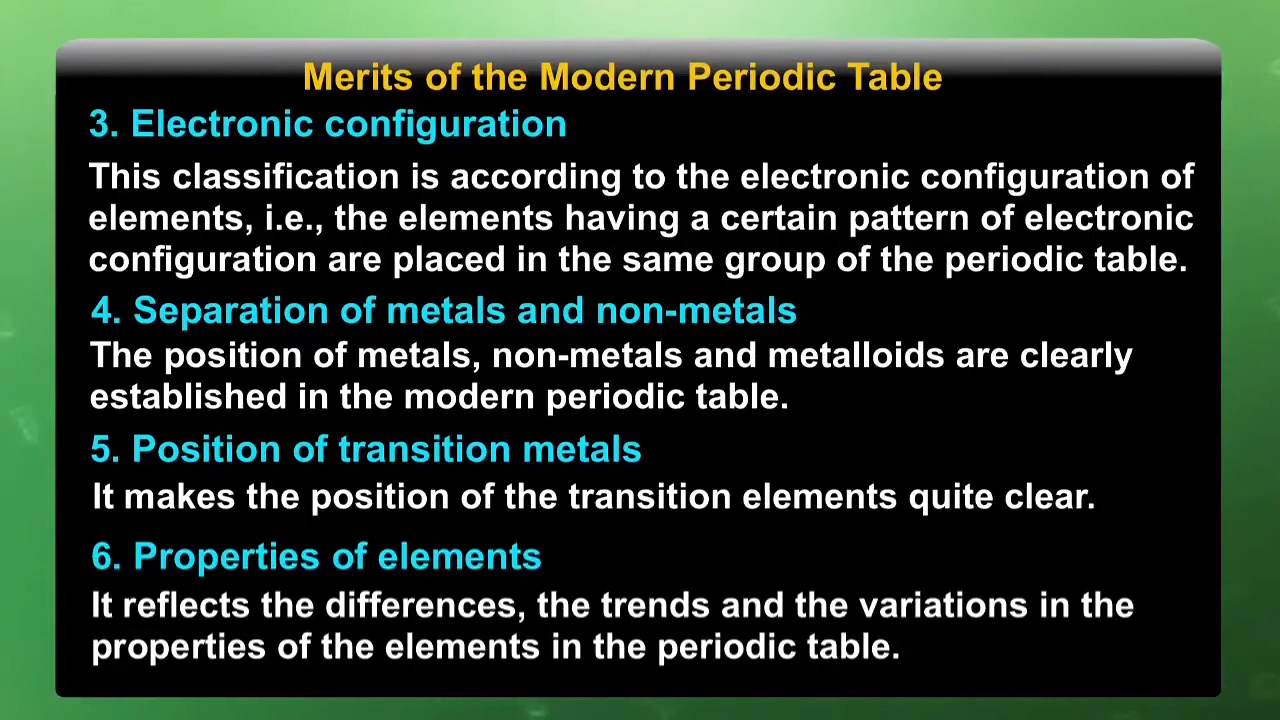 Merits of the Modern Periodic Table
3. Electronic configuration
This classification is according to the electronic configuration of
elements, i.e., the elements having a certain pattern of electronic
configuration are placed in the same group of the periodic table.
4. Separation of metals and non-metals
The position of metals, non-metals and metalloids are clearly
established in the modern periodic table.
5. Position of transition metals
It makes the position of the transition elements quite clear.
6. Properties of elements
It reflects the differences, the trends and the variations in the
properties of the elements in the periodic table.